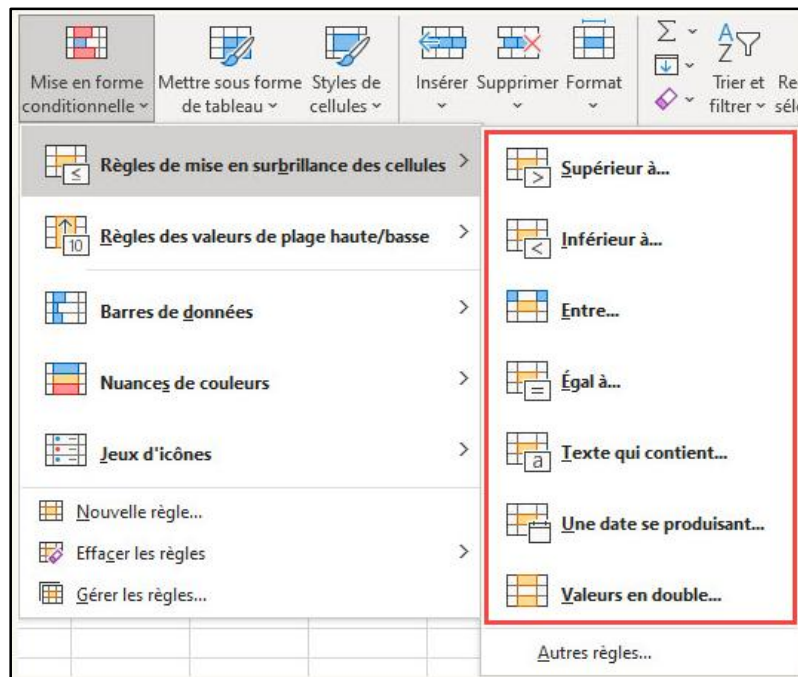 Mise en forme conditionnelle
Mettre sous forme de tableau
Styles de cellules
Insérer
Supprimer
Format
Σ
A
Z
Trier et filtrer
Re
séle
≤
Règles de mise en surbrillance des cellules
10
Règles des valeurs de plage haute/basse
Barres de données
Nuances de couleurs
Jeux d'icônes
Nouvelle règle...
Effacer les règles
Gérer les règles...
>
Supérieur à...
<
Inférieur à...
Entre...
=
Égal à...
a
Texte qui contient...
Une date se produisant...
Valeurs en double...
Autres règles...